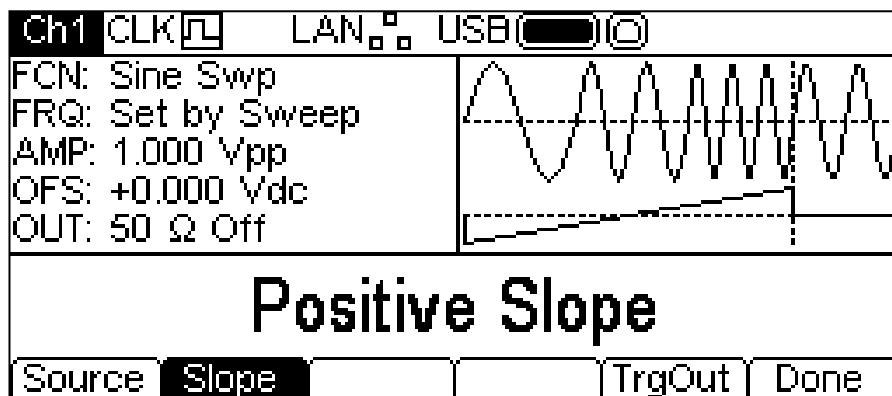 Ch1 CLK LAN USB
FCN: Sine Swp
FRQ: Set by Sweep
AMP: 1.000 Vpp
OFS: +0.000 Vdc
OUT: 50 Ω Off
Positive Slope
Source Slope TrgOut Done